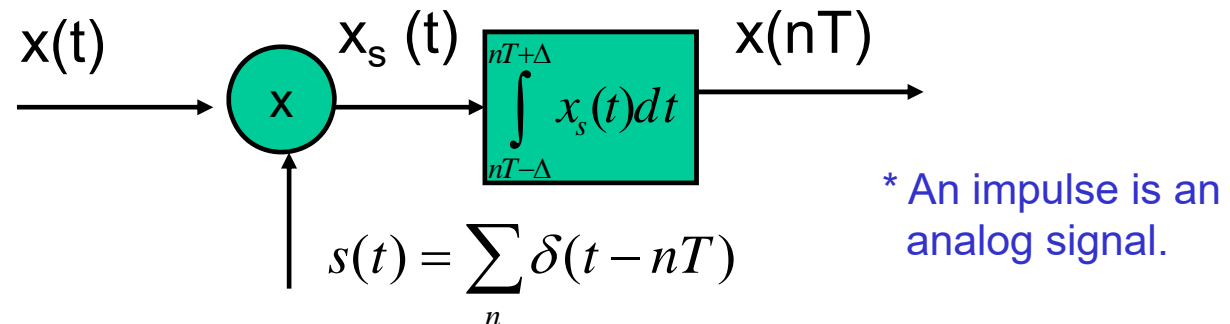 x(t)
x
xₛ (t)
∫_{nT−Δ}^{nT+Δ} xₛ(t)dt
x(nT)
s(t) = ∑ₙ δ(t − nT)
* An impulse is an
analog signal.